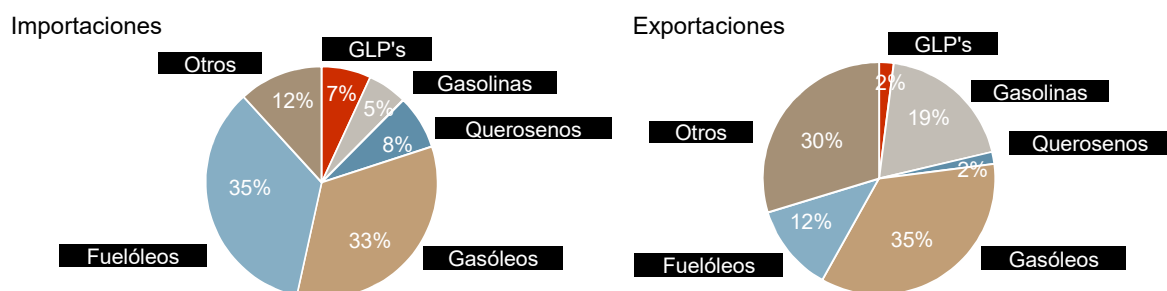 Importaciones
GLP's
Otros
Gasolinas
7%
12%
5%
Querosenos
8%
35%
33%
Fuelóleos
Gasóleos
Exportaciones
GLP's
2%
Gasolinas
19%
Otros
30%
Querosenos
2%
12%
35%
Fuelóleos
Gasóleos